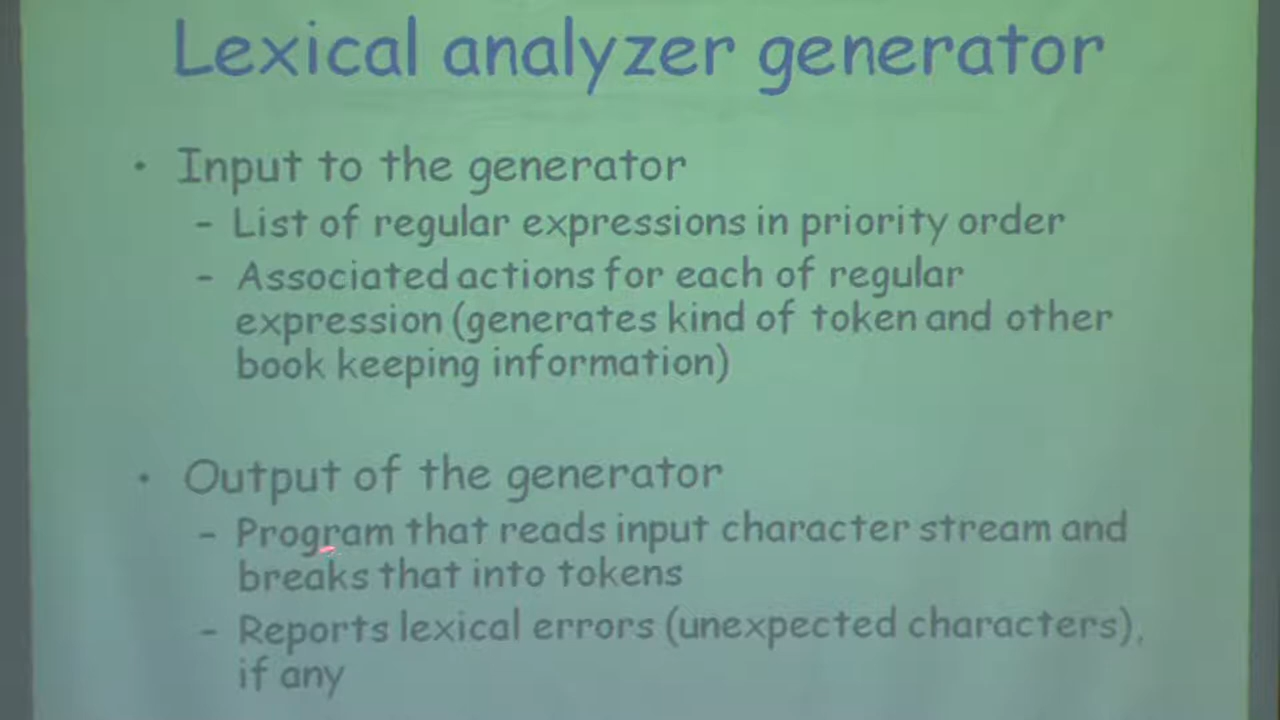 Lexical analyzer generator
• Input to the generator
– List of regular expressions in priority order
– Associated actions for each of regular
expression (generates kind of token and other
book keeping information)
• Output of the generator
– Program that reads input character stream and
breaks that into tokens
– Reports lexical errors (unexpected characters),
if any